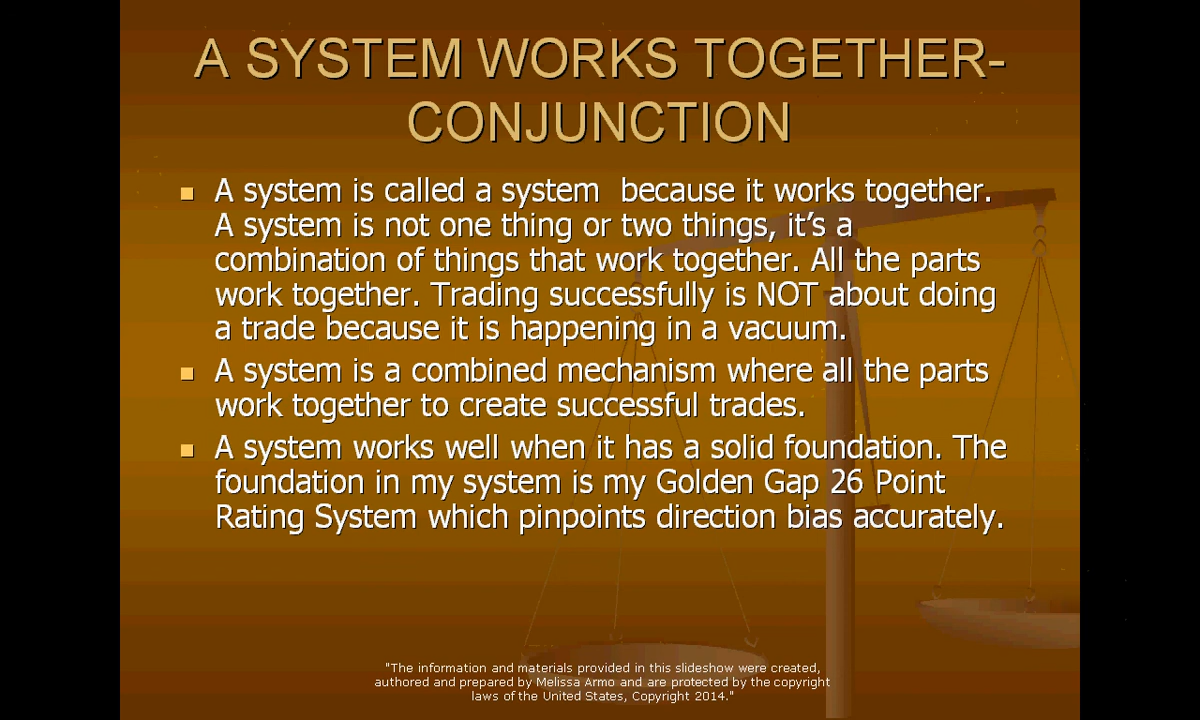 A SYSTEM WORKS TOGETHER-
CONJUNCTION
A system is called a system  because it works together.
A system is not one thing or two things, it's a
combination of things that work together. All the parts
work together. Trading successfully is NOT about doing
a trade because it is happening in a vacuum.
A system is a combined mechanism where all the parts
work together to create successful trades.
A system works well when it has a solid foundation. The
foundation in my system is my Golden Gap 26 Point
Rating System which pinpoints direction bias accurately.
"The information and materials provided in this slideshow were created,
authored and prepared by Melissa Armo and are protected by the copyright
laws of the United States, Copyright 2014."